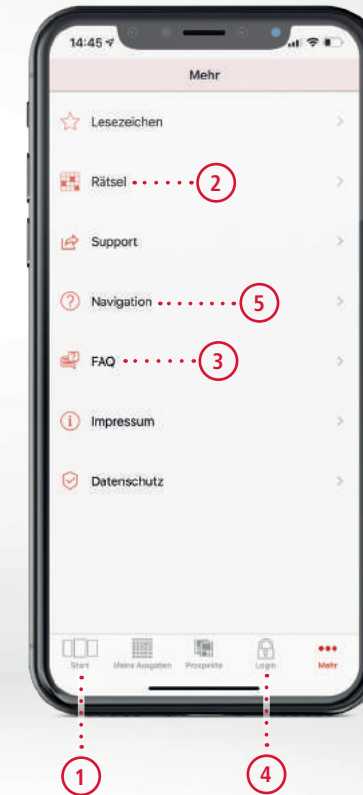 14:45
Mehr
Lesezeichen
Rätsel 2
Support
Navigation 5
FAQ 3
Impressum
Datenschutz
Start Meine Ausgaben Prospekte Login Mehr
1 4